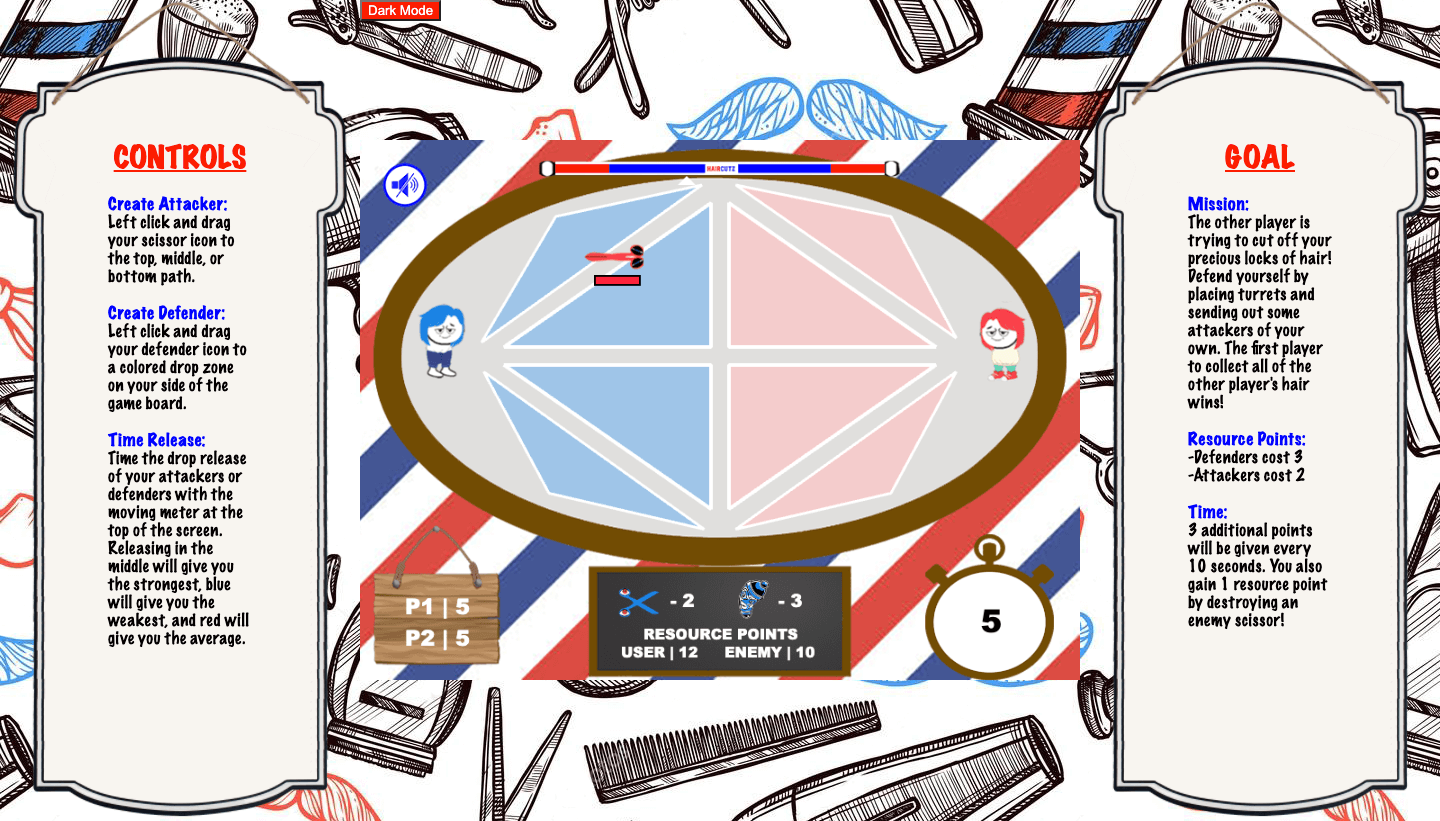 Dark Mode
CONTROLS
Create Attacker:
Left click and drag
your scissor icon to
the top, middle, or
bottom path.
Create Defender:
Left click and drag
your defender icon to
a colored drop zone
on your side of the
game board.
Time Release:
Time the drop release
of your attackers or
defenders with the
moving meter at the
top of the screen.
Releasing in the
middle will give you
the strongest, blue
will give you the
weakest, and red will
give you the average.
HAIRCUTZ
P1 | 5
P2 | 5
- 2
- 3
RESOURCE POINTS
USER | 12 ENEMY | 10
5
GOAL
Mission:
The other player is
trying to cut off your
precious locks of hair!
Defend yourself by
placing turrets and
sending out some
attackers of your
own. The first player
to collect all of the
other player's hair
wins!
Resource Points:
-Defenders cost 3
-Attackers cost 2
Time:
3 additional points
will be given every
10 seconds. You also
gain 1 resource point
by destroying an
enemy scissor!